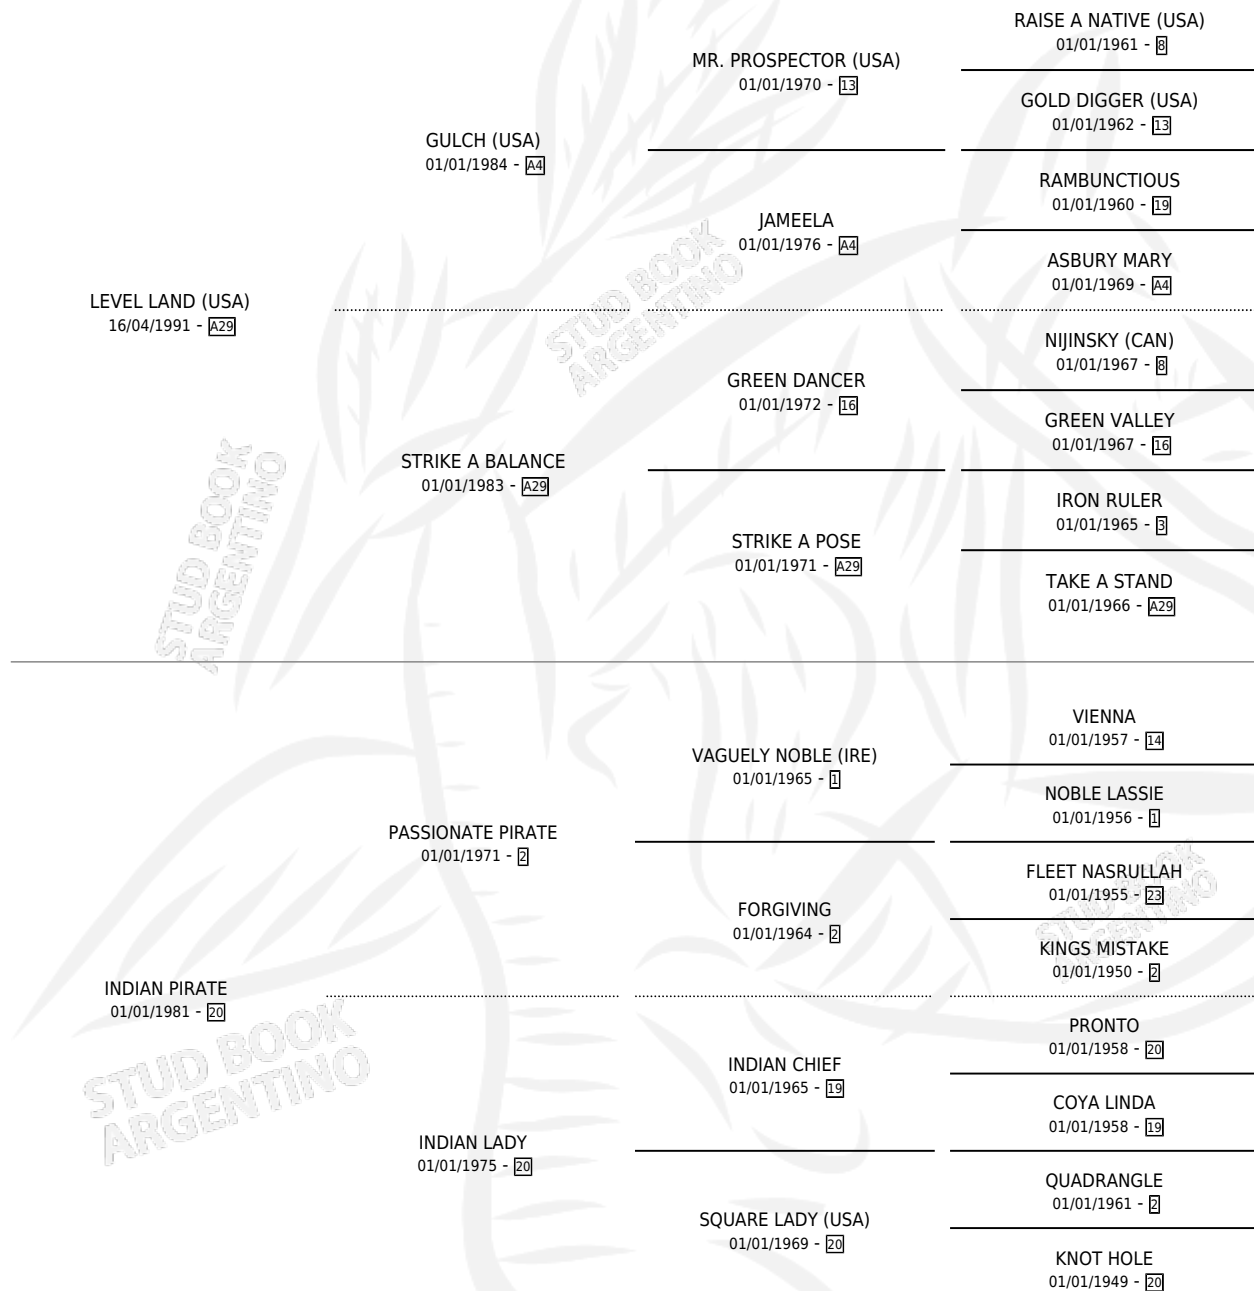 RAISE A NATIVE (USA)
01/01/1961 - 8
MR. PROSPECTOR (USA)
01/01/1970 - 13
GOLD DIGGER (USA)
01/01/1962 - 13
GULCH (USA)
01/01/1984 - A4
RAMBUNCTIOUS
01/01/1960 - 19
JAMEELA
01/01/1976 - A4
ASBURY MARY
01/01/1969 - A4
LEVEL LAND (USA)
16/04/1991 - A29
NIJINSKY (CAN)
01/01/1967 - 8
GREEN DANCER
01/01/1972 - 16
GREEN VALLEY
01/01/1967 - 16
STRIKE A BALANCE
01/01/1983 - A29
IRON RULER
01/01/1965 - 3
STRIKE A POSE
01/01/1971 - A29
TAKE A STAND
01/01/1966 - A29
VIENNA
01/01/1957 - 14
VAGUELY NOBLE (IRE)
01/01/1965 - 1
NOBLE LASSIE
01/01/1956 - 1
PASSIONATE PIRATE
01/01/1971 - 2
FLEET NASRULLAH
01/01/1955 - 23
FORGIVING
01/01/1964 - 2
KINGS MISTAKE
01/01/1950 - 2
INDIAN PIRATE
01/01/1981 - 20
PRONTO
01/01/1958 - 20
INDIAN CHIEF
01/01/1965 - 19
COYA LINDA
01/01/1958 - 19
INDIAN LADY
01/01/1975 - 20
QUADRANGLE
01/01/1961 - 2
SQUARE LADY (USA)
01/01/1969 - 20
KNOT HOLE
01/01/1949 - 20
STUD BOOK
ARGENTINO
STUD BOOK
ARGENTINO
STUD BOOK
ARGENTINO
STUD BOOK
ARGENTINO